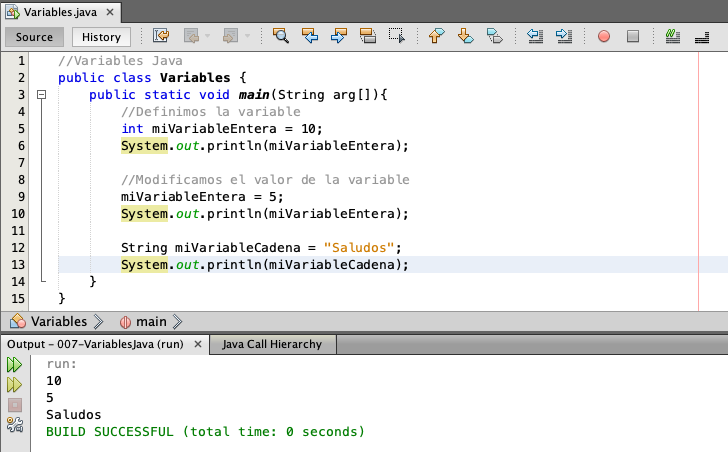 Variables.java
Source History
1 //Variables Java
2 public class Variables {
3     public static void main(String arg[]){
4         //Definimos la variable
5         int miVariableEntera = 10;
6         System.out.println(miVariableEntera);
7
8         //Modificamos el valor de la variable
9         miVariableEntera = 5;
10         System.out.println(miVariableEntera);
11
12         String miVariableCadena = "Saludos";
13         System.out.println(miVariableCadena);
14     }
15 }
Variables main
Output – 007-VariablesJava (run) Java Call Hierarchy
run:
10
5
Saludos
BUILD SUCCESSFUL (total time: 0 seconds)